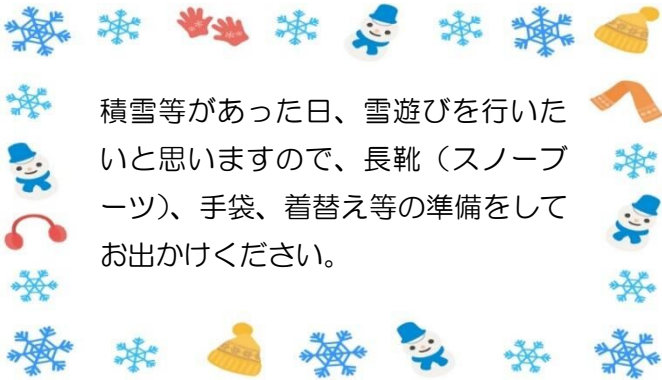 積雪等があった日、雪遊びを行いた
いと思いますので、長靴（スノーブ
ーツ）、手袋、着替え等の準備をして
お出かけください。